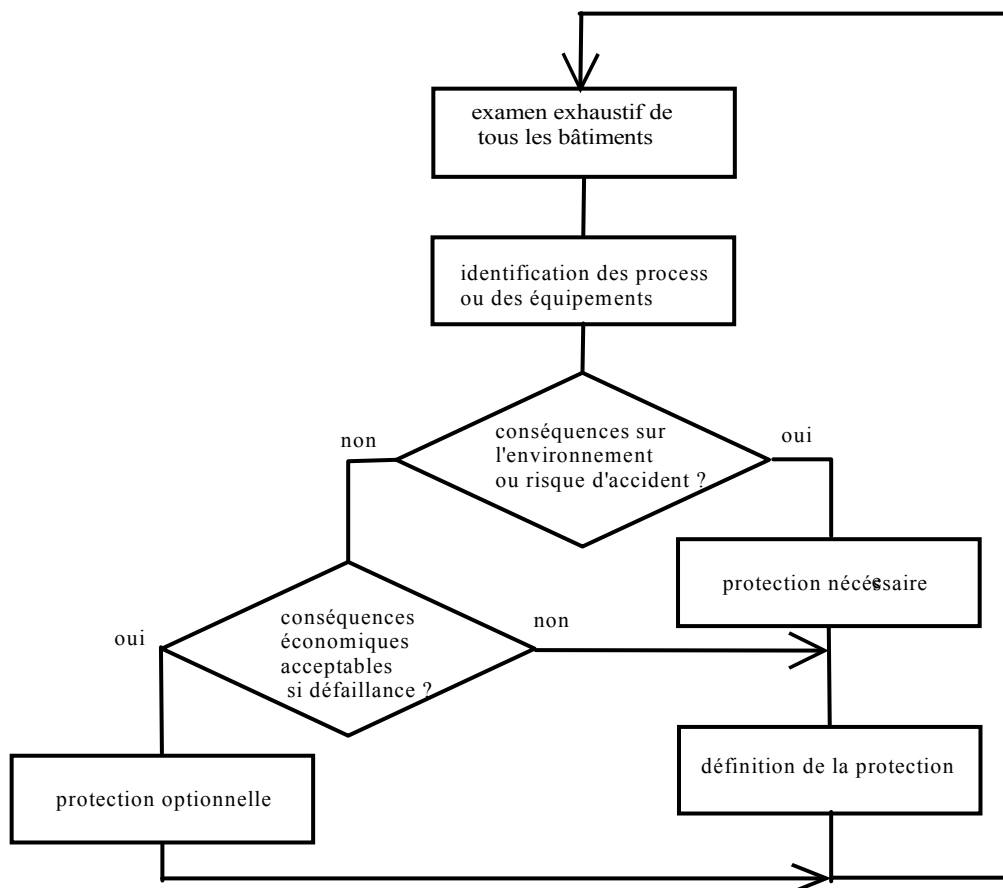 examen exhaustif de
tous les bâtiments
identification des process
ou des équipements
non
conséquences sur
l'environnement
ou risque d'accident ?
oui
protection nécéssaire
oui
conséquences
économiques
acceptables
si défaillance ?
non
définition de la protection
protection optionnelle